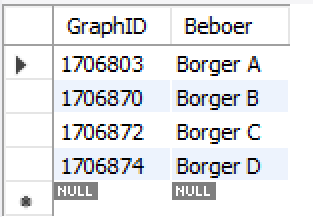 GraphID Beboer
1706803 Borger A
1706870 Borger B
1706872 Borger C
1706874 Borger D
NULL NULL